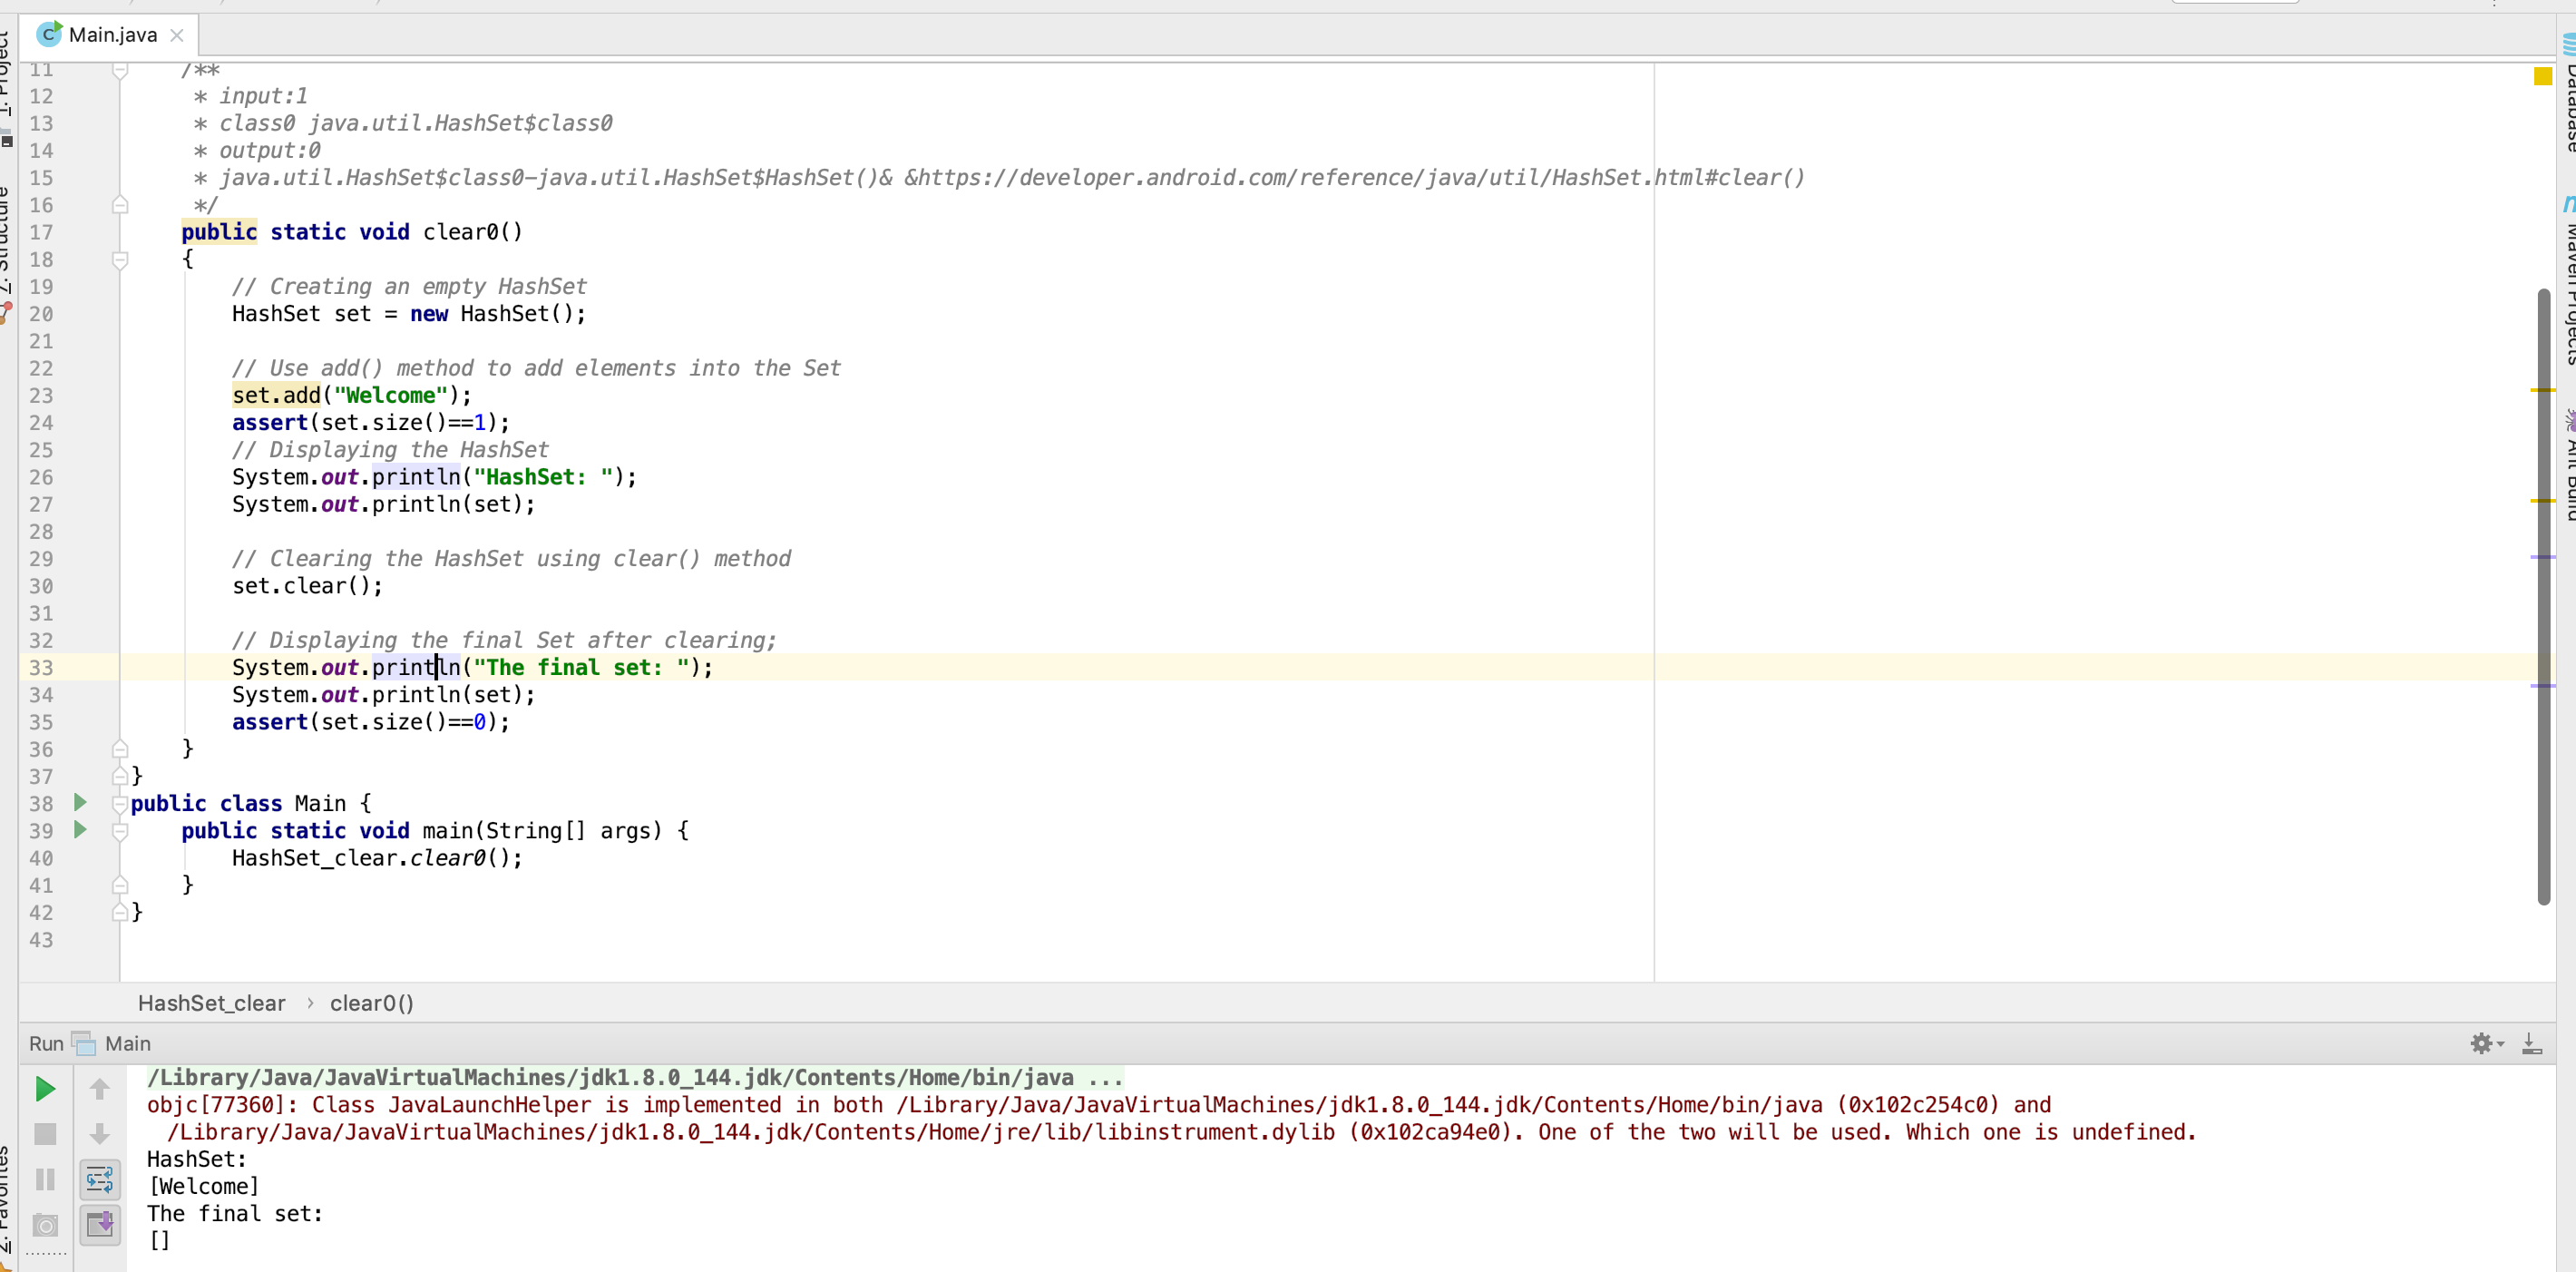 Main.java
1: Project
Z: Structure
2: Favorites
Database
Maven Projects
Ant Build
11 /**
12 * input:1
13 * class0 java.util.HashSet$class0
14 * output:0
15 * java.util.HashSet$class0-java.util.HashSet$HashSet()& &https://developer.android.com/reference/java/util/HashSet.html#clear()
16 */
17 public static void clear0()
18 {
19 // Creating an empty HashSet
20 HashSet set = new HashSet();
21
22 // Use add() method to add elements into the Set
23 set.add("Welcome");
24 assert(set.size()==1);
25 // Displaying the HashSet
26 System.out.println("HashSet: ");
27 System.out.println(set);
28
29 // Clearing the HashSet using clear() method
30 set.clear();
31
32 // Displaying the final Set after clearing;
33 System.out.println("The final set: ");
34 System.out.println(set);
35 assert(set.size()==0);
36 }
37 }
38 public class Main {
39 public static void main(String[] args) {
40 HashSet_clear.clear0();
41 }
42 }
43
HashSet_clear › clear0()
Run Main
/Library/Java/JavaVirtualMachines/jdk1.8.0_144.jdk/Contents/Home/bin/java ...
objc[77360]: Class JavaLaunchHelper is implemented in both /Library/Java/JavaVirtualMachines/jdk1.8.0_144.jdk/Contents/Home/bin/java (0x102c254c0) and
/Library/Java/JavaVirtualMachines/jdk1.8.0_144.jdk/Contents/Home/jre/lib/libinstrument.dylib (0x102ca94e0). One of the two will be used. Which one is undefined.
HashSet:
[Welcome]
The final set:
[]